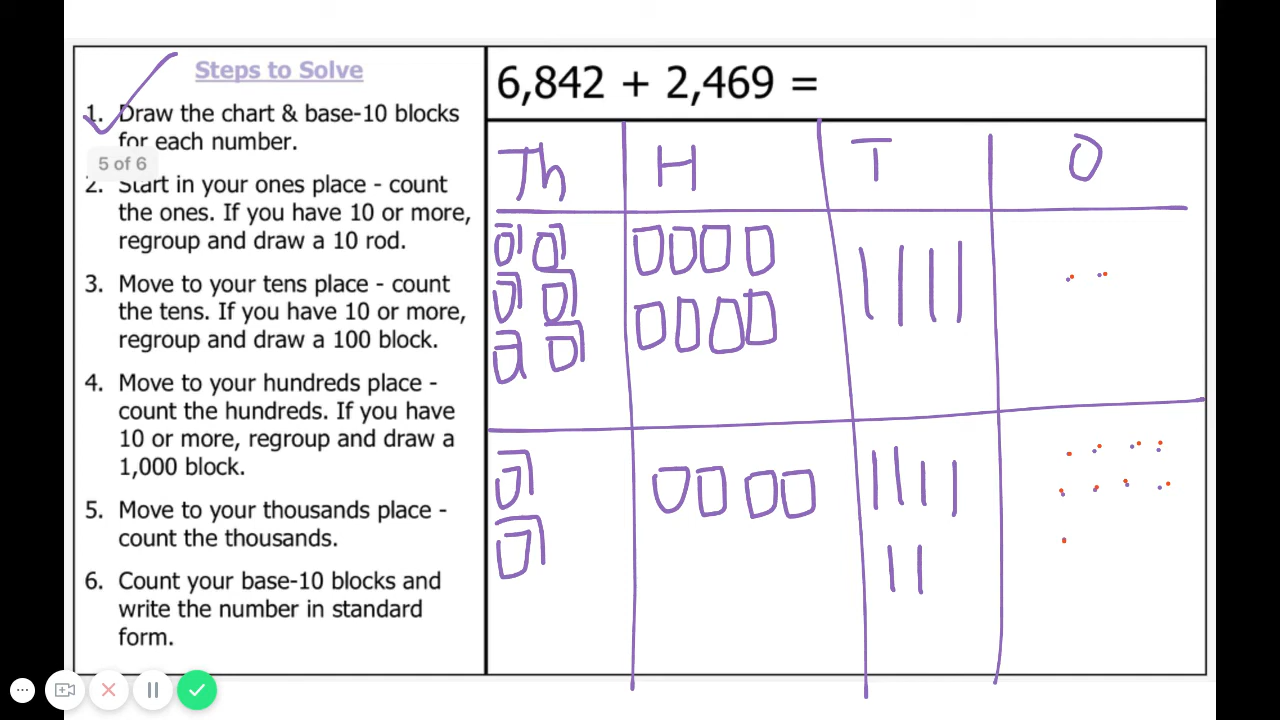 Steps to Solve
1. Draw the chart & base-10 blocks
for each number.
5 of 6
2. Start in your ones place - count
the ones. If you have 10 or more,
regroup and draw a 10 rod.
3. Move to your tens place - count
the tens. If you have 10 or more,
regroup and draw a 100 block.
4. Move to your hundreds place -
count the hundreds. If you have
10 or more, regroup and draw a
1,000 block.
5. Move to your thousands place -
count the thousands.
6. Count your base-10 blocks and
write the number in standard
form.
6,842 + 2,469 =
Th H T O